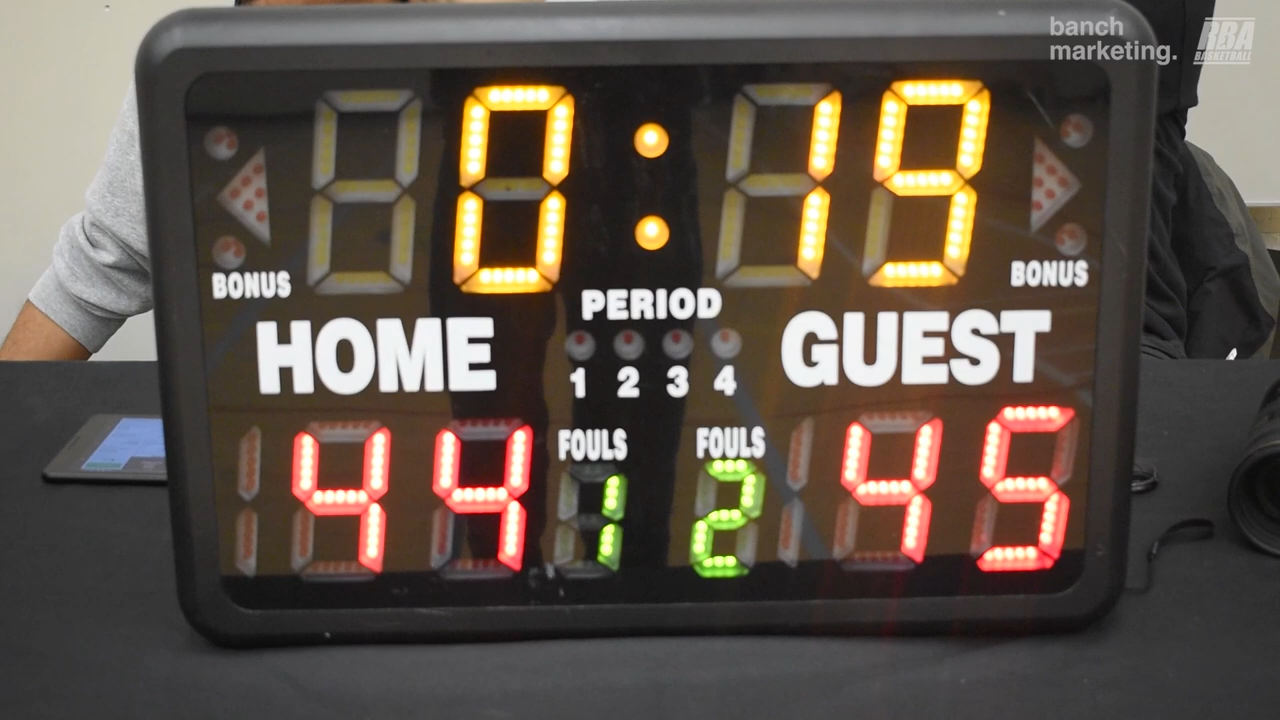 banch
marketing.
RBA
BASKETBALL
0:19
BONUS
BONUS
PERIOD
HOME
GUEST
1 2 3 4
FOULS
FOULS
44
1
2
45